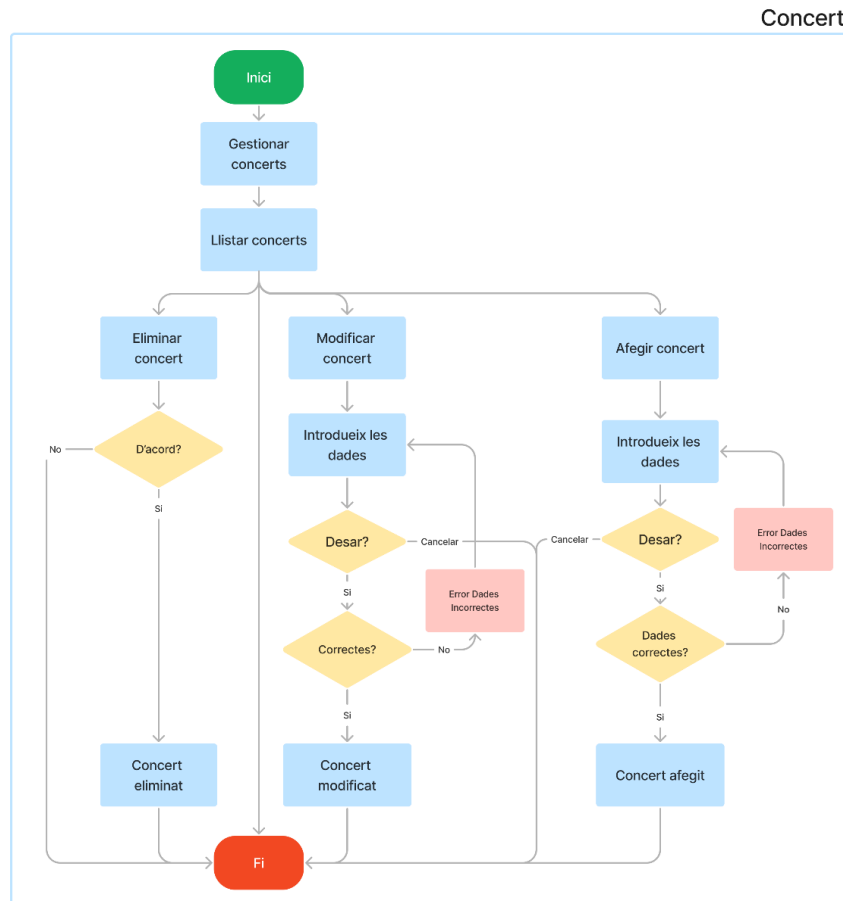 Concert
Inici
Gestionar
concerts
Llistar concerts
Eliminar
concert
Modificar
concert
Afegir concert
D'acord?
No
Si
Introdueix les
dades
Introdueix les
dades
Desar?
Cancelar
Cancelar
Desar?
Error Dades
Incorrectes
Si
Si
Error Dades
Incorrectes
No
Correctes?
No
Dades
correctes?
Si
Si
Concert
eliminat
Concert
modificat
Concert afegit
Fi